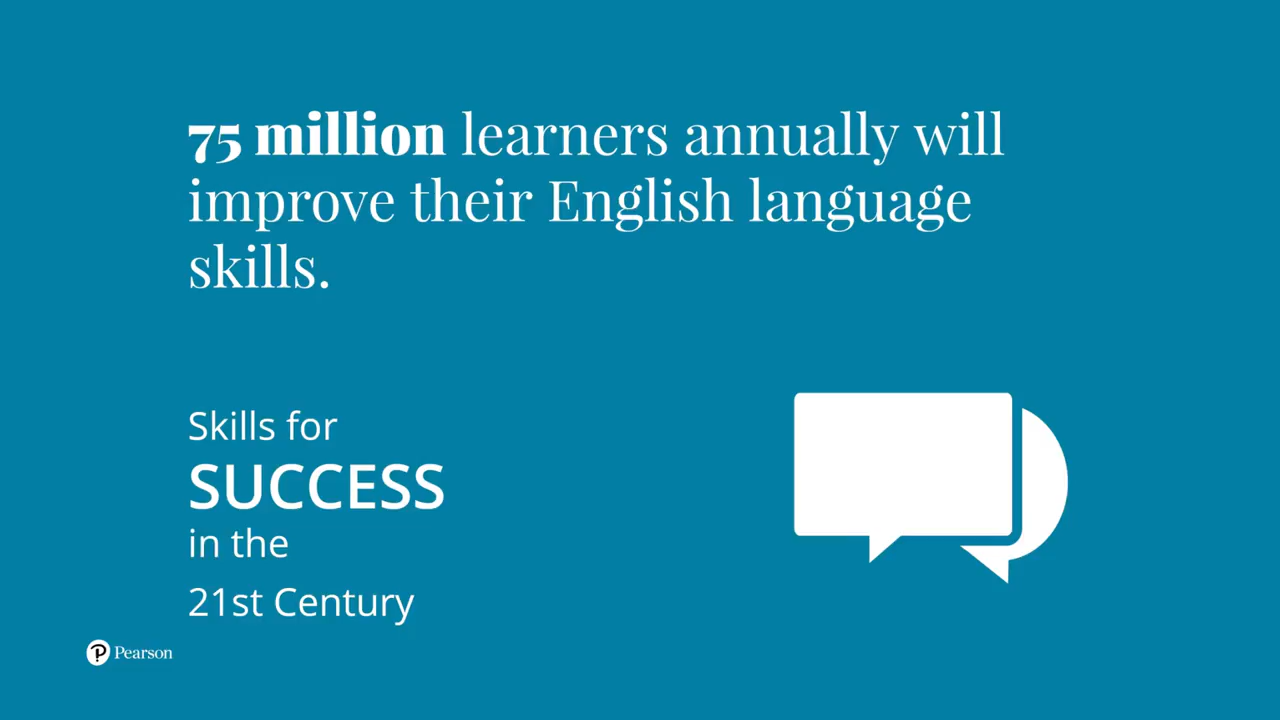 75 million learners annually will
improve their English language
skills.
Skills for
SUCCESS
in the
21st Century
Pearson